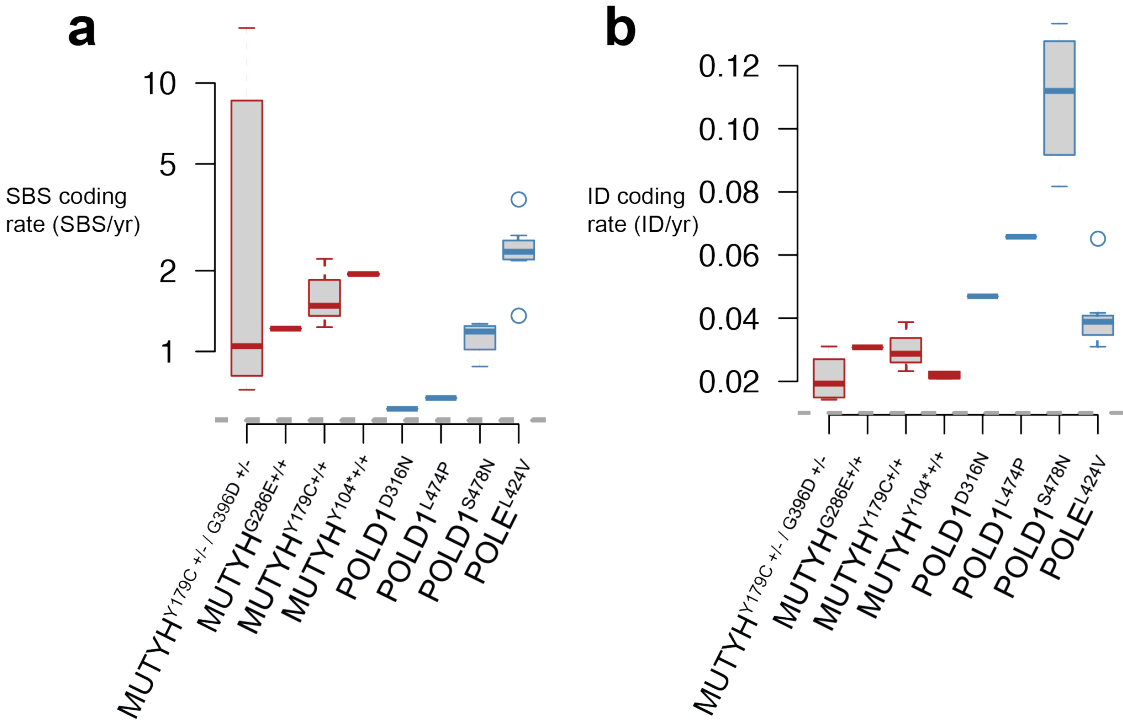 a
10
5
2
1
SBS coding
rate (SBS/yr)
MUTYHY179C +/- / G396D +/-
MUTYHG286E+/+
MUTYHY179C+/+
MUTYHY104*+/+
POLD1D316N
POLD1L474P
POLD1S478N
POLEL424V
b
0.12
0.10
0.08
0.06
0.04
0.02
ID coding
rate (ID/yr)
MUTYHY179C +/- / G396D +/-
MUTYHG286E+/+
MUTYHY179C+/+
MUTYHY104*+/+
POLD1D316N
POLD1L474P
POLD1S478N
POLEL424V